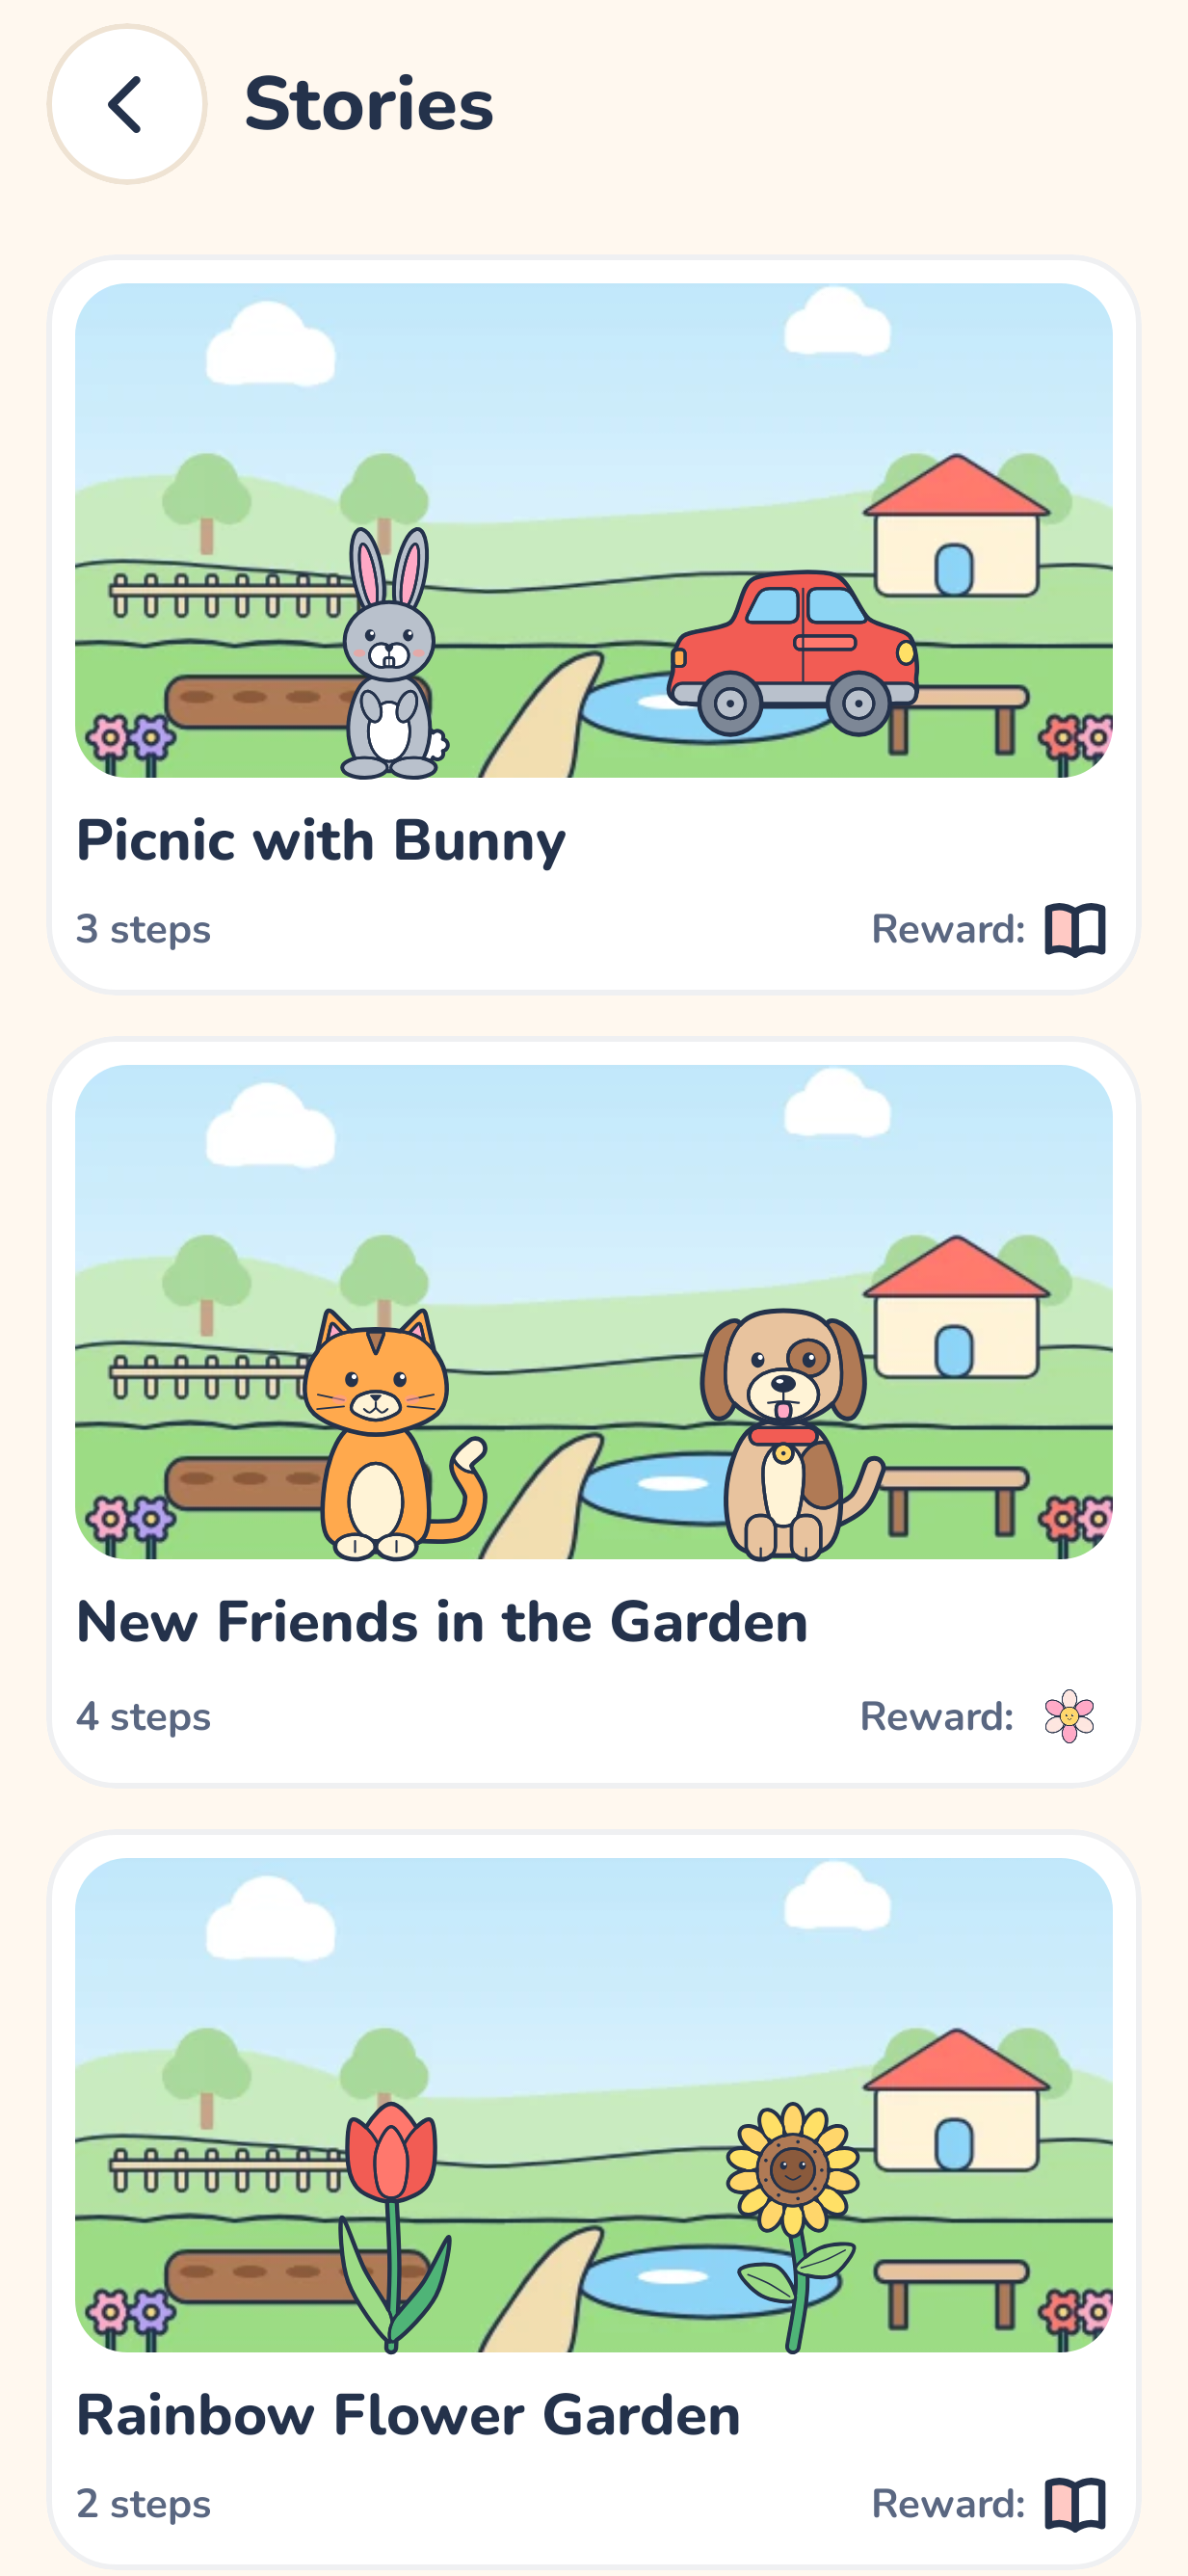 Stories
Picnic with Bunny
3 steps
Reward:
New Friends in the Garden
4 steps
Reward:
Rainbow Flower Garden
2 steps
Reward: